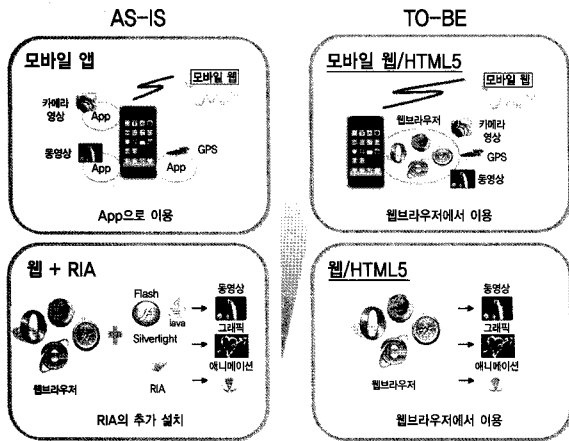 AS-IS
TO-BE
모바일 앱
모바일 웹
카메라
영상
App
동영상
App
App
GPS
App으로 이용
모바일 웹/HTML5
모바일 웹
웹브라우저
카메라
영상
GPS
동영상
웹브라우저에서 이용
웹 + RIA
Flash
Java
Silverlight
RIA
웹브라우저
동영상
그래픽
애니메이션
RIA의 추가 설치
웹/HTML5
웹브라우저
동영상
그래픽
애니메이션
웹브라우저에서 이용